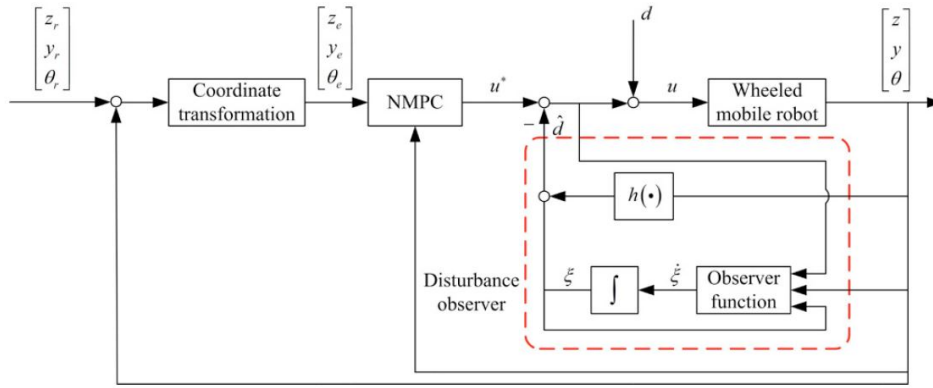 z_r
y_r
θ_r
Coordinate
transformation
z_e
y_e
θ_e
NMPC
u*
−
d̂
d
u
Wheeled
mobile robot
z
y
θ
h(•)
Disturbance
observer
ξ
∫
ξ̇
Observer
function